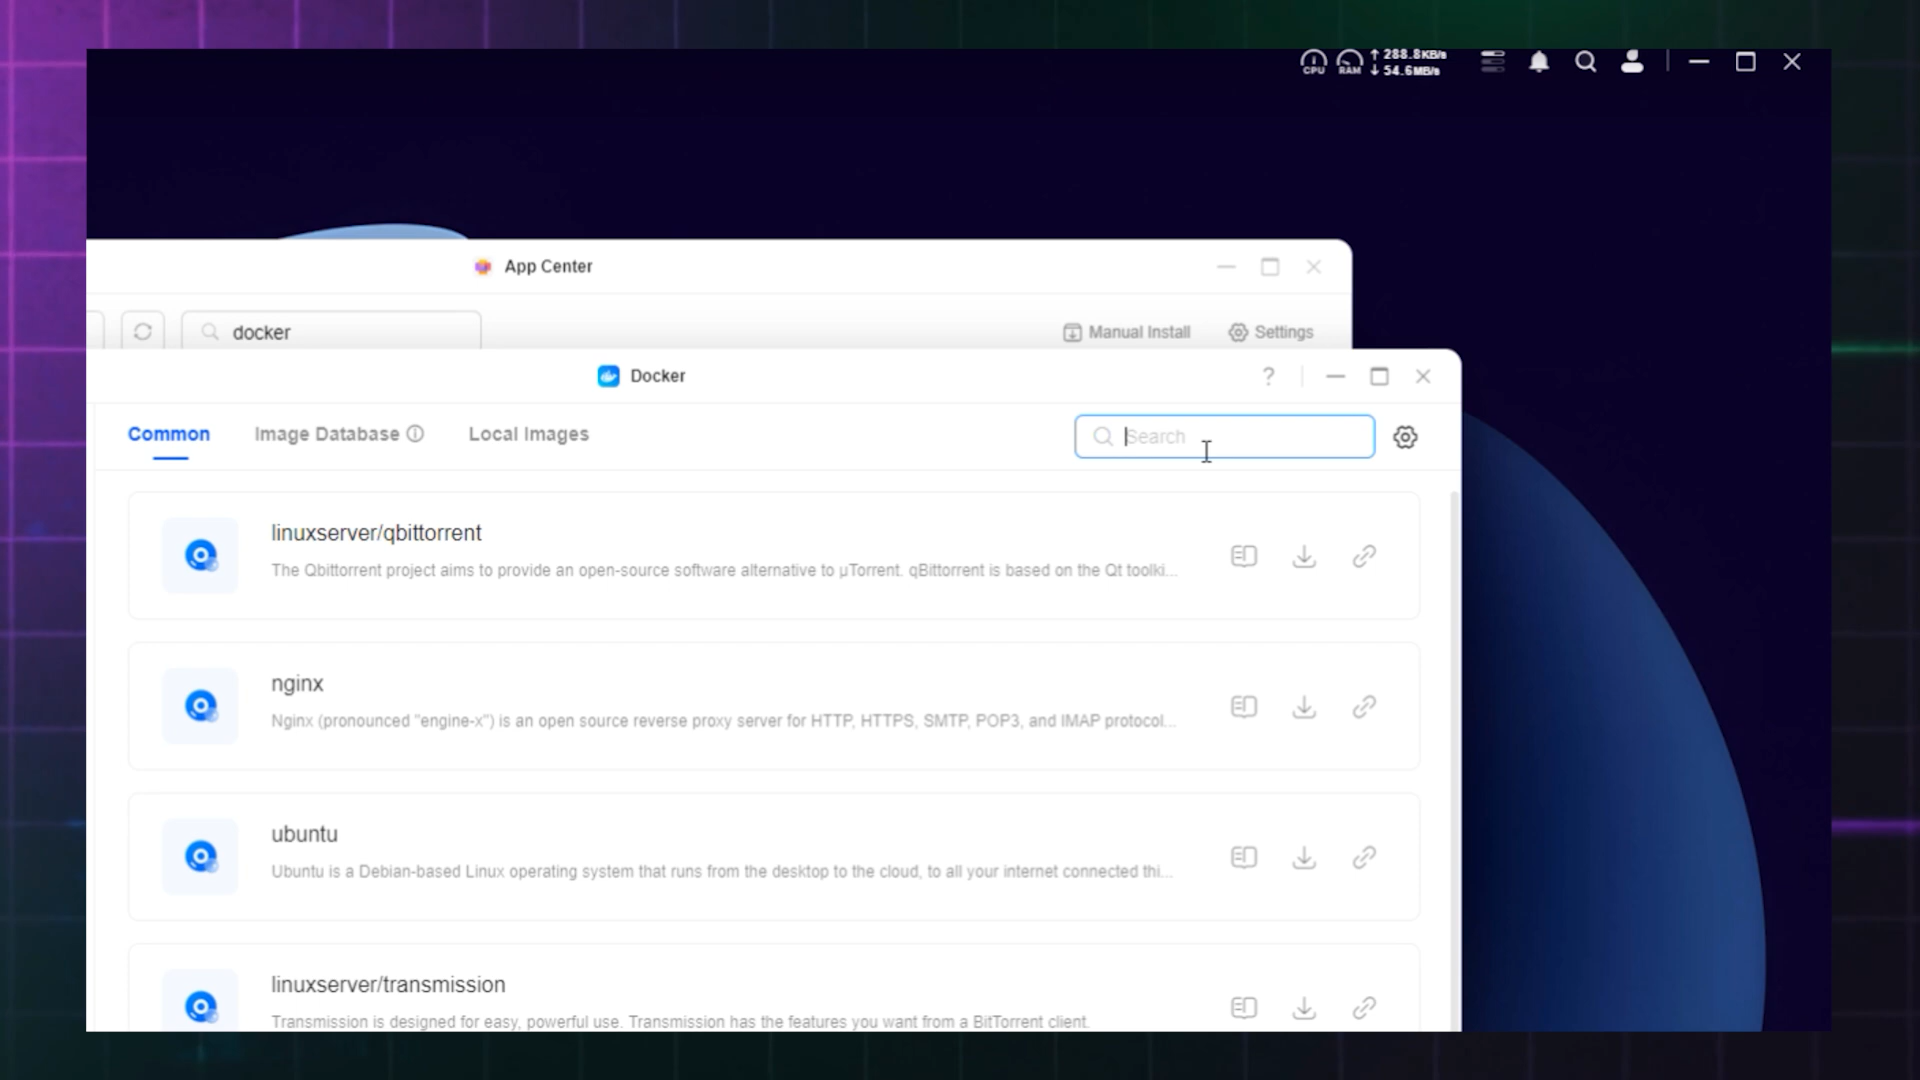 CPU RAM ↑ 288.8KB/s
↓ 54.6MB/s
App Center
docker
Manual Install
Settings
Docker
?
Common
Image Database
Local Images
Search
linuxserver/qbittorrent
The Qbittorrent project aims to provide an open-source software alternative to µTorrent. qBittorrent is based on the Qt toolki...
nginx
Nginx (pronounced "engine-x") is an open source reverse proxy server for HTTP, HTTPS, SMTP, POP3, and IMAP protocol...
ubuntu
Ubuntu is a Debian-based Linux operating system that runs from the desktop to the cloud, to all your internet connected thi...
linuxserver/transmission
Transmission is designed for easy, powerful use. Transmission has the features you want from a BitTorrent client.